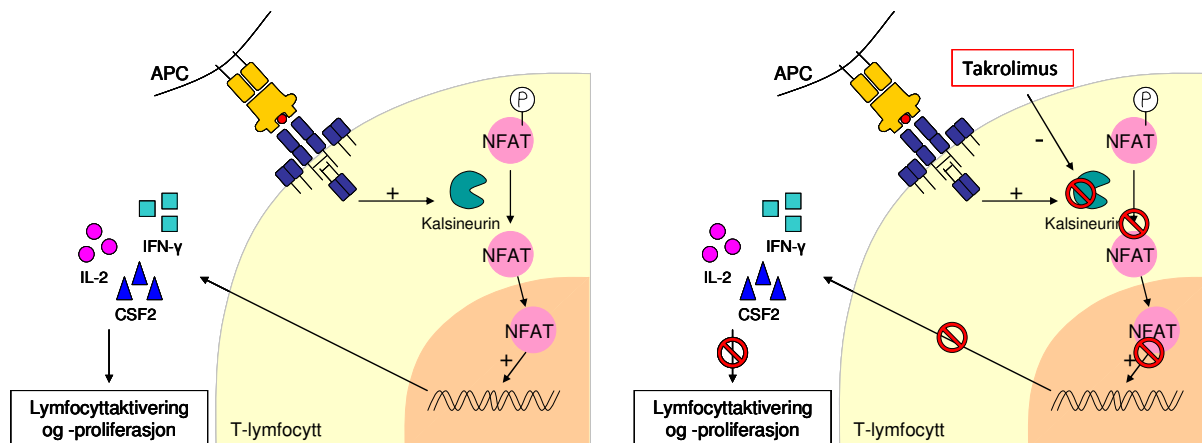 APC
P
NFAT
+
Kalsineurin
IFN-γ
IL-2
CSF2
NFAT
NFAT
+
Lymfocyttaktivering
og -proliferasjon
T-lymfocytt
Takrolimus
APC
P
NFAT
-
+
Kalsineurin
IFN-γ
IL-2
CSF2
NFAT
NFAT
+
Lymfocyttaktivering
og -proliferasjon
T-lymfocytt